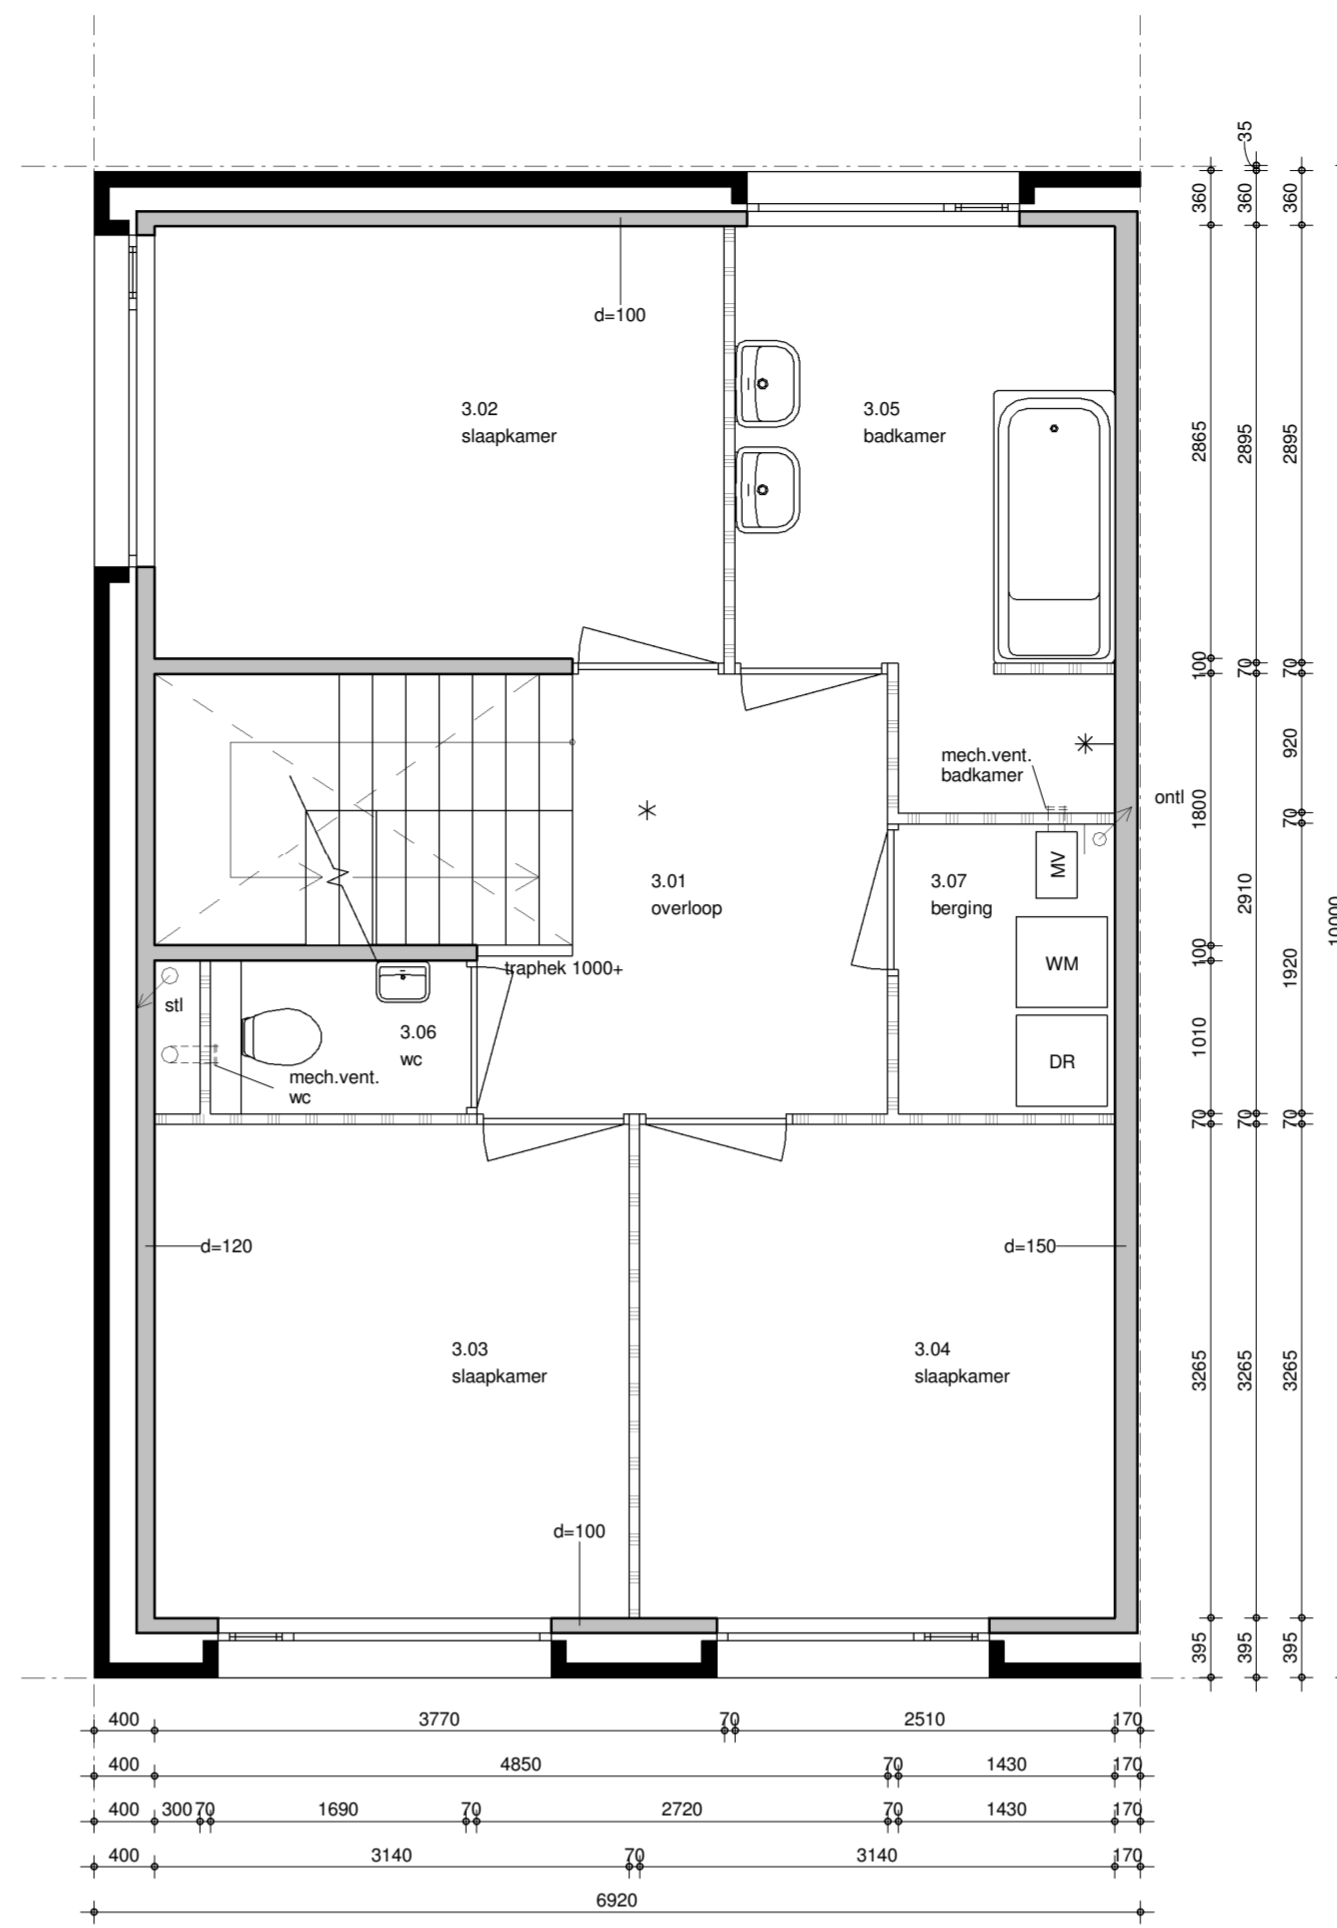 35
360
360
360
d=100
3.02
slaapkamer
3.05
badkamer
2865
2895
2895
100
70
70
mech.vent.
badkamer
920
ontl
1800
70
MV
3.01
overloop
3.07
berging
2910
10000
WM
100
1920
traphek 1000+
stl
3.06
wc
1010
DR
mech.vent.
wc
70
70
70
d=120
d=150
3.03
slaapkamer
3.04
slaapkamer
3265
3265
3265
d=100
395
395
395
400 3770 70 2510 170
400 4850 70 1430 170
400 300 70 1690 70 2720 70 1430 170
400 3140 70 3140 170
6920